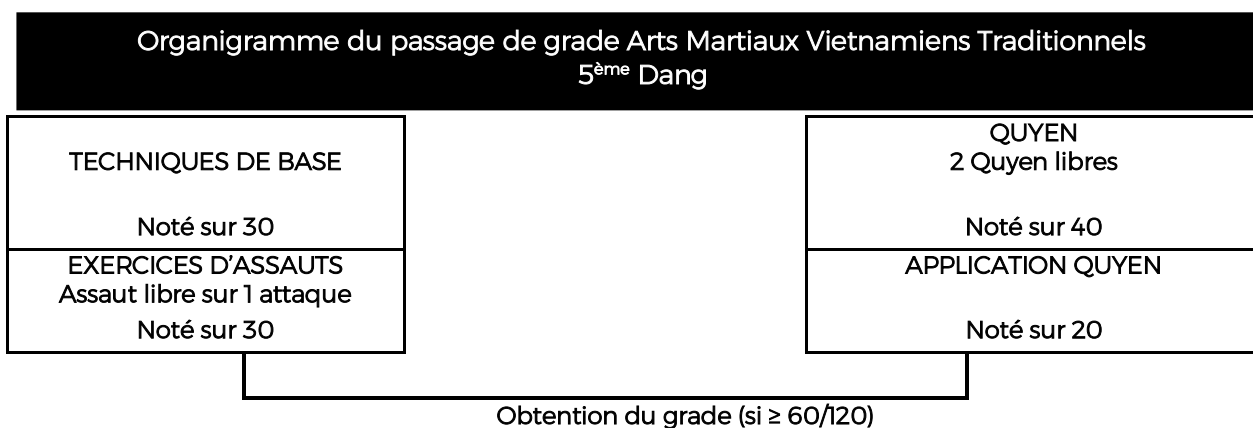 Organigramme du passage de grade Arts Martiaux Vietnamiens Traditionnels
5ème Dang
TECHNIQUES DE BASE
Noté sur 30
EXERCICES D'ASSAUTS
Assaut libre sur 1 attaque
Noté sur 30
QUYEN
2 Quyen libres
Noté sur 40
APPLICATION QUYEN
Noté sur 20
Obtention du grade (si ≥ 60/120)